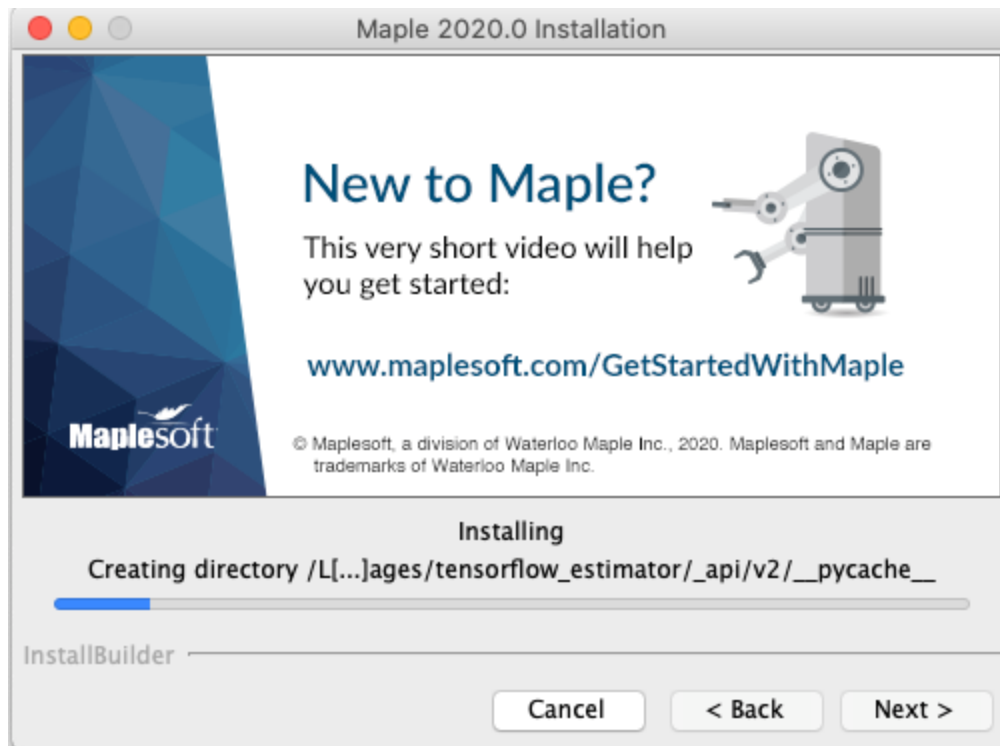 Maple 2020.0 Installation
New to Maple?
This very short video will help
you get started:
www.maplesoft.com/GetStartedWithMaple
Maplesoft
© Maplesoft, a division of Waterloo Maple Inc., 2020. Maplesoft and Maple are
trademarks of Waterloo Maple Inc.
Installing
Creating directory /L[...]ages/tensorflow_estimator/_api/v2/__pycache__
InstallBuilder
Cancel
< Back
Next >